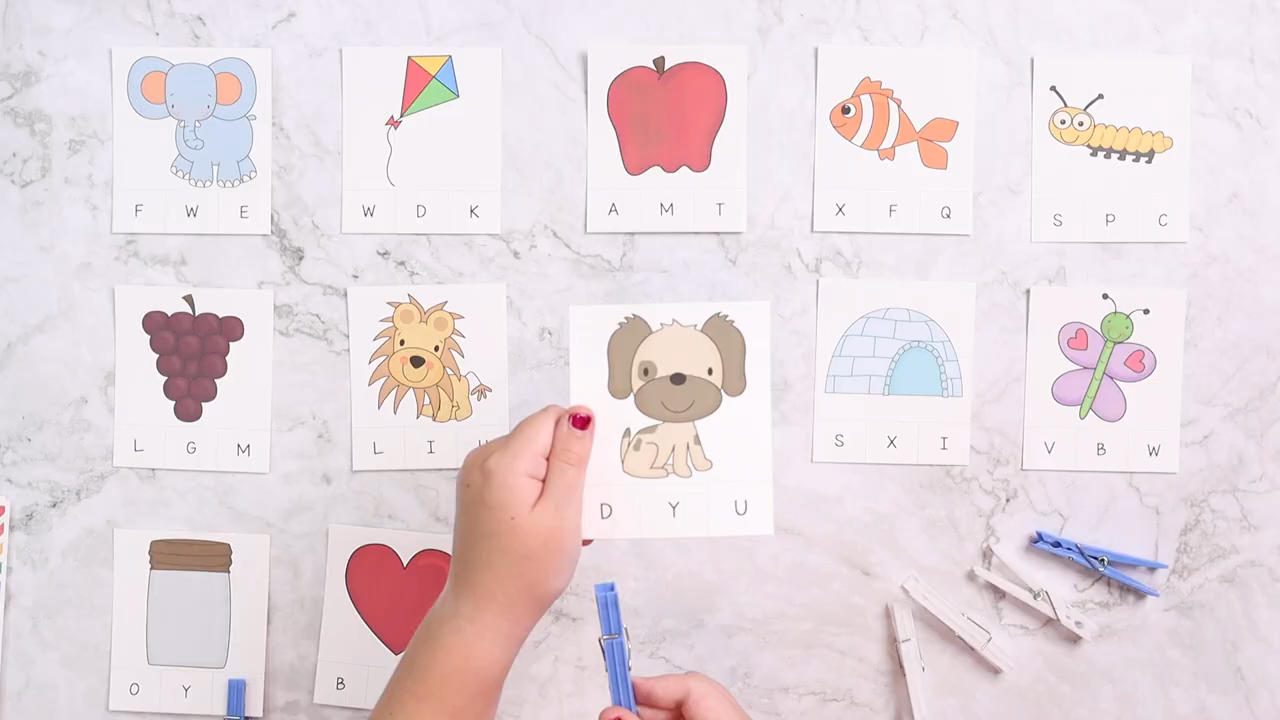 F W E
W D K
A M T
X F Q
S P C
L G M
L I
D Y U
S X I
V B W
O Y
B